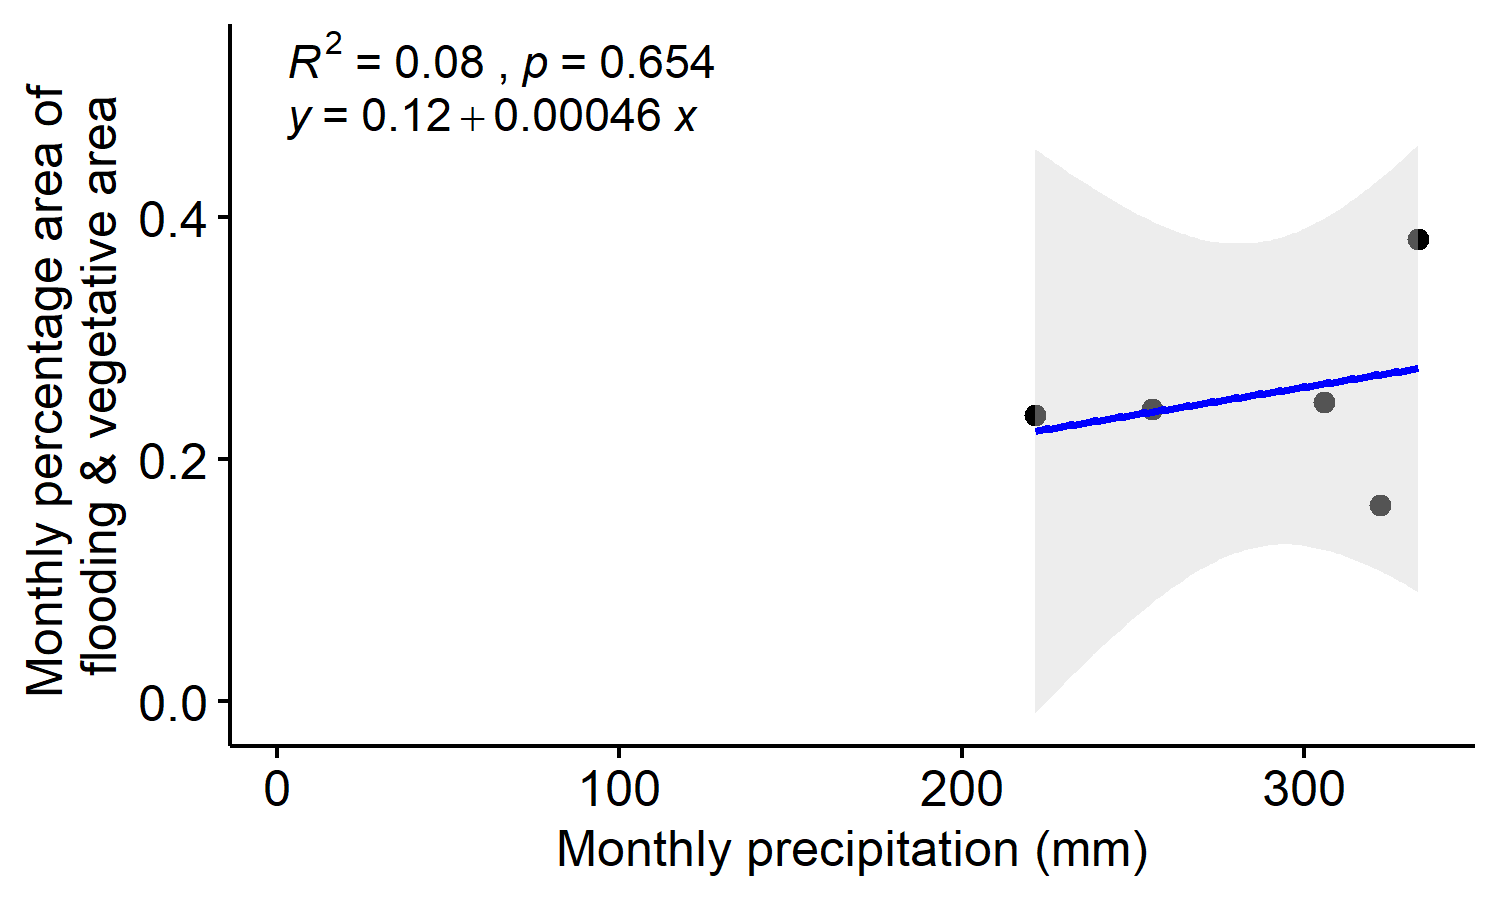 R² = 0.08 , p = 0.654
y = 0.12 + 0.00046 x
Monthly percentage area of
flooding & vegetative area
0.4
0.2
0.0
0 100 200 300
Monthly precipitation (mm)